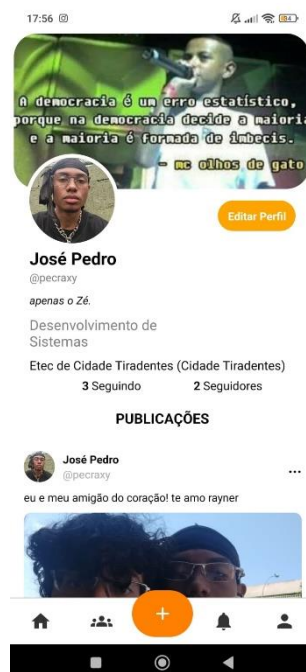 17:56
84
A democracia é um erro estatístico,
porque na democracia decide a maioria
e a maioria é formada de imbecis.
- mc olhos de gato
Editar Perfil
José Pedro
@pecraxy
apenas o Zé.
Desenvolvimento de
Sistemas
Etec de Cidade Tiradentes (Cidade Tiradentes)
3 Seguindo 2 Seguidores
PUBLICAÇÕES
José Pedro
@pecraxy
eu e meu amigão do coração! te amo rayner